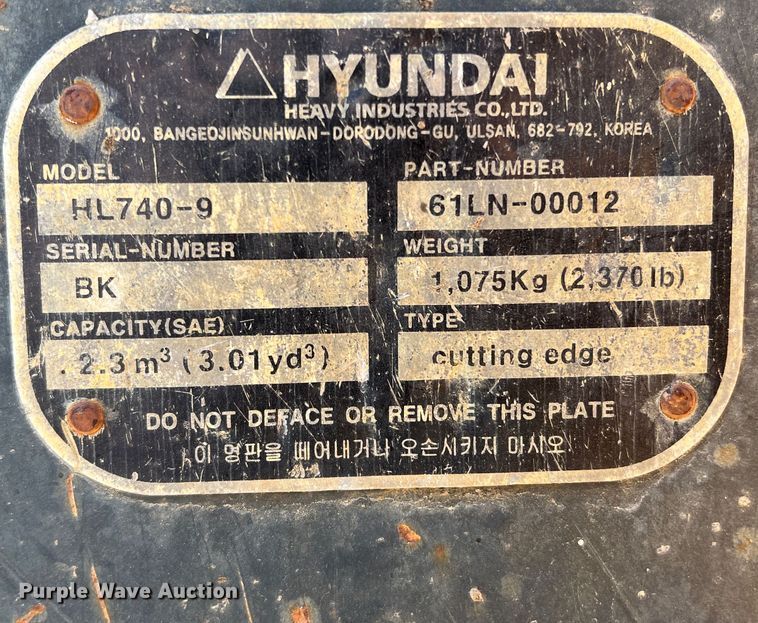 HYUNDAI
HEAVY INDUSTRIES CO.,LTD.
1000, BANGEOJINSUNHWAN-DORODONG-GU, ULSAN, 682-792, KOREA
MODEL PART-NUMBER
HL740-9 61LN-00012
SERIAL-NUMBER WEIGHT
BK 1,075Kg (2,370lb)
CAPACITY(SAE) TYPE
2.3m³ (3.01yd³) cutting edge
DO NOT DEFACE OR REMOVE THIS PLATE
이 명판을 떼어내거나 오손시키지 마시오.
Purple Wave Auction